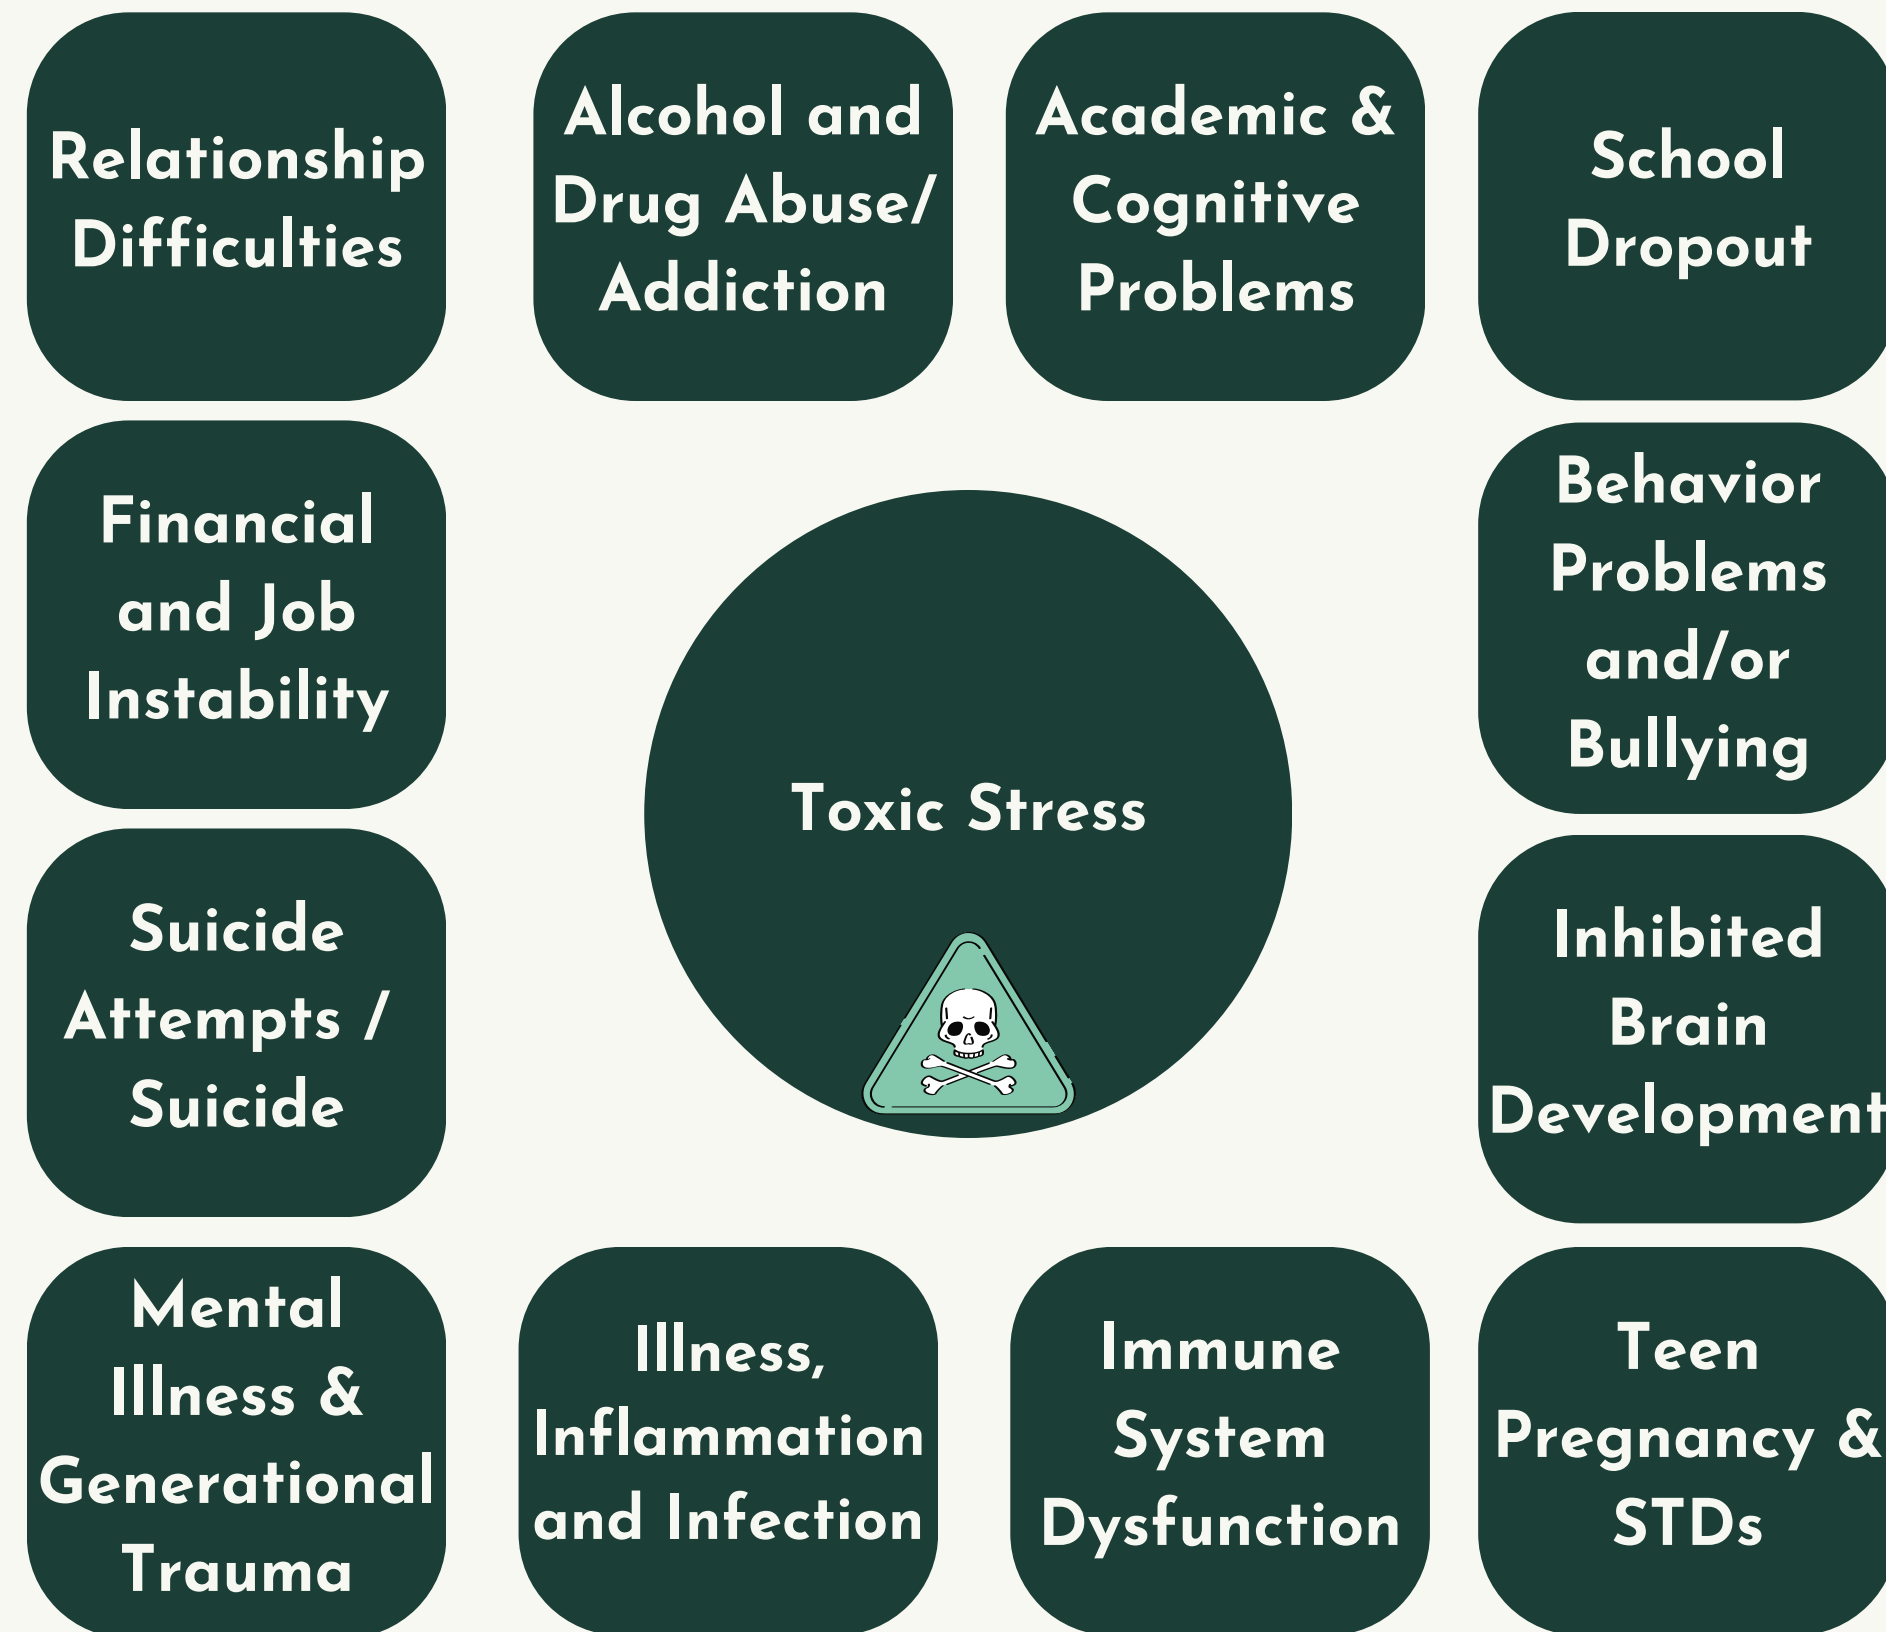 Relationship
Difficulties
Alcohol and
Drug Abuse/
Addiction
Academic &
Cognitive
Problems
School
Dropout
Financial
and Job
Instability
Toxic Stress
Behavior
Problems
and/or
Bullying
Suicide
Attempts /
Suicide
Inhibited
Brain
Development
Mental
Illness &
Generational
Trauma
Illness,
Inflammation
and Infection
Immune
System
Dysfunction
Teen
Pregnancy &
STDs